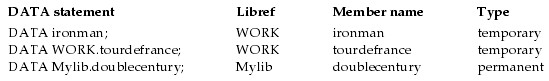 DATA statement Libref Member name Type
DATA ironman; WORK ironman temporary
DATA WORK.tourdefrance; WORK tourdefrance temporary
DATA Mylib.doublecentury; Mylib doublecentury permanent